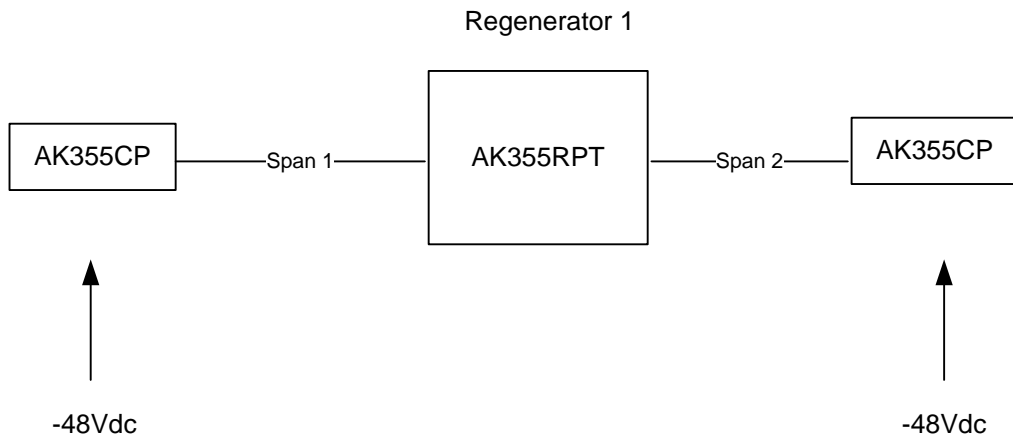 Regenerator 1
AK355CP
Span 1
AK355RPT
Span 2
AK355CP
-48Vdc
-48Vdc